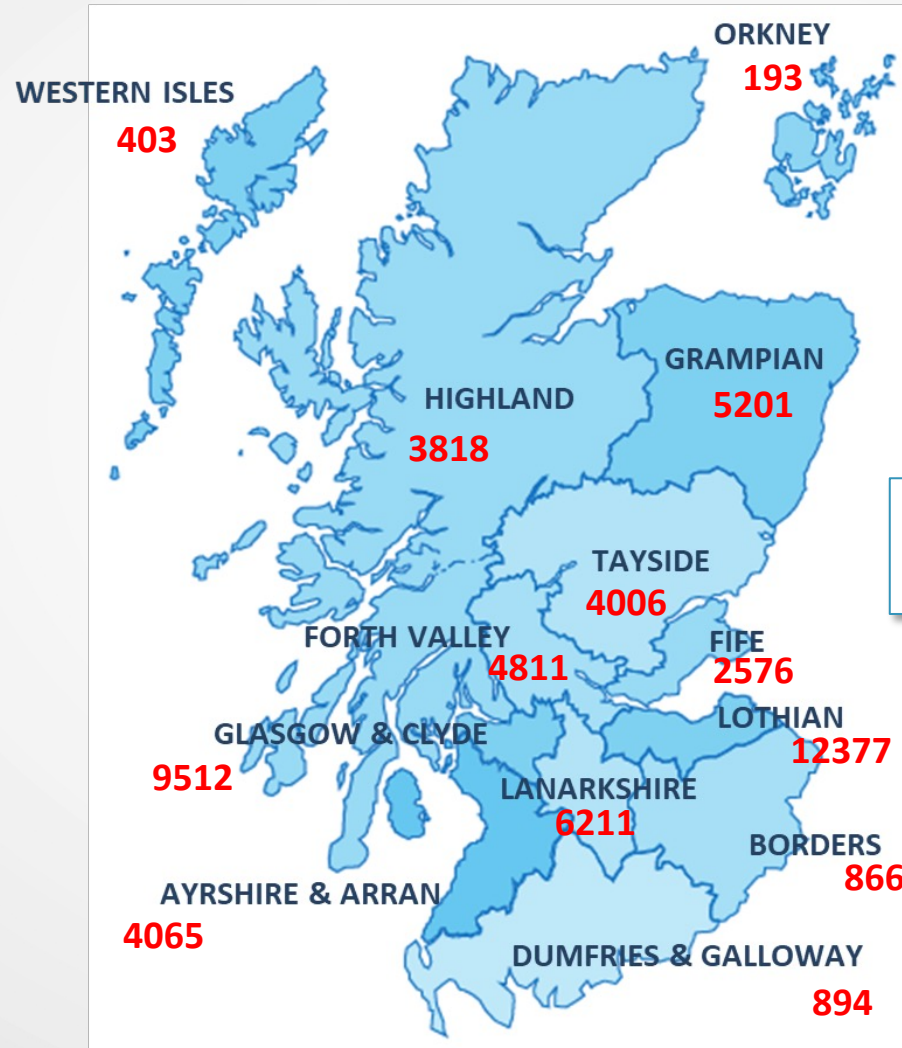 ORKNEY
193
WESTERN ISLES
403
GRAMPIAN
5201
HIGHLAND
3818
TAYSIDE
4006
FORTH VALLEY
4811
FIFE
2576
LOTHIAN
12377
GLASGOW & CLYDE
9512
LANARKSHIRE
6211
BORDERS
866
AYRSHIRE & ARRAN
4065
DUMFRIES & GALLOWAY
894